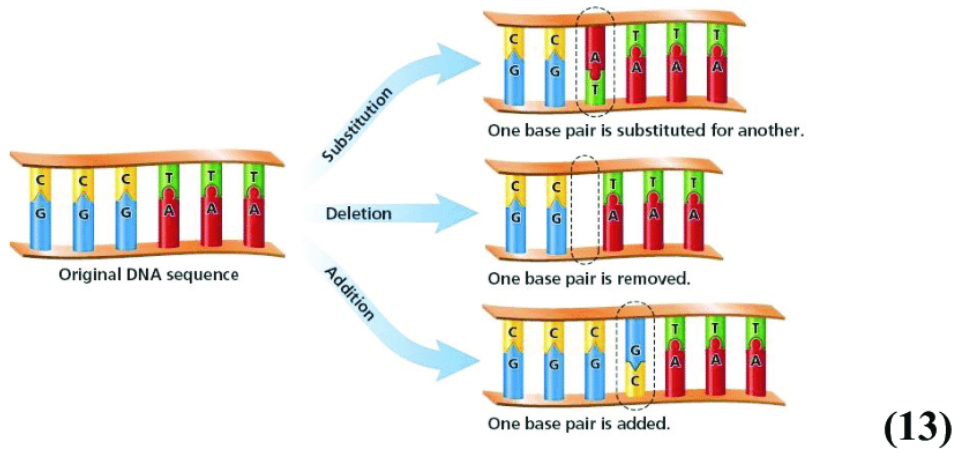 C C A T T T
G G T A A A
Substitution
One base pair is substituted for another.
C C C T T T
G G G A A A
Original DNA sequence
Deletion
C C T T T
G G A A A
One base pair is removed.
Addition
C C C G T T T
G G G C A A A
One base pair is added.
(13)